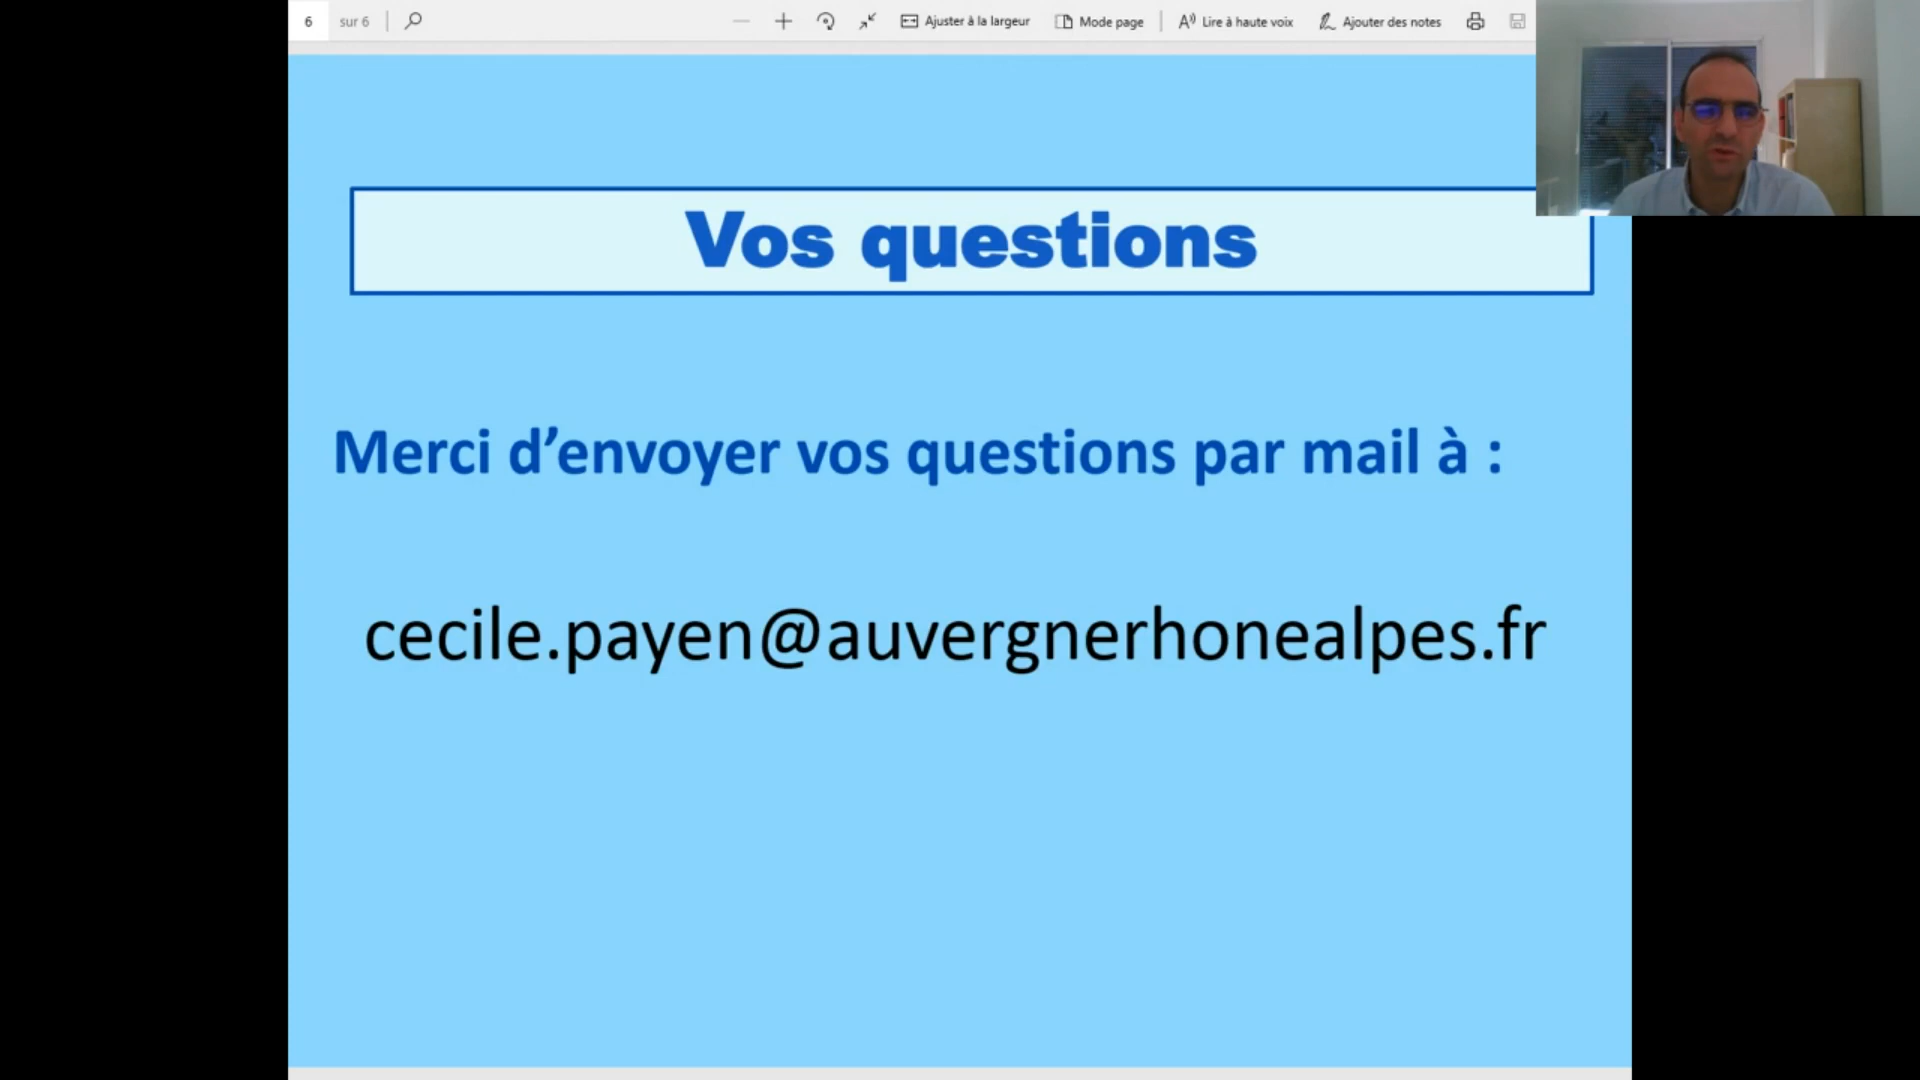 6 sur 6 Ajuster à la largeur Mode page Lire à haute voix Ajouter des notes
Vos questions
Merci d’envoyer vos questions par mail à :
cecile.payen@auvergnerhonealpes.fr